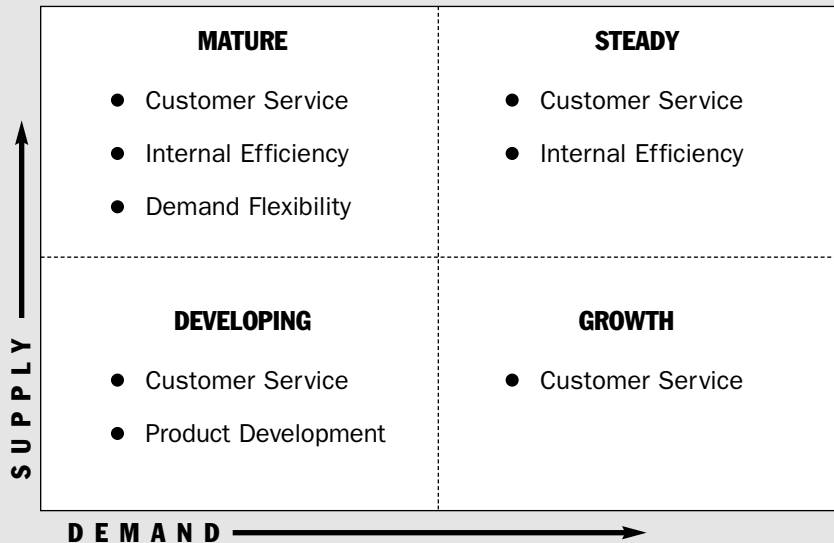 MATURE
● Customer Service
● Internal Efficiency
● Demand Flexibility
STEADY
● Customer Service
● Internal Efficiency
DEVELOPING
● Customer Service
● Product Development
GROWTH
● Customer Service
SUPPLY
DEMAND